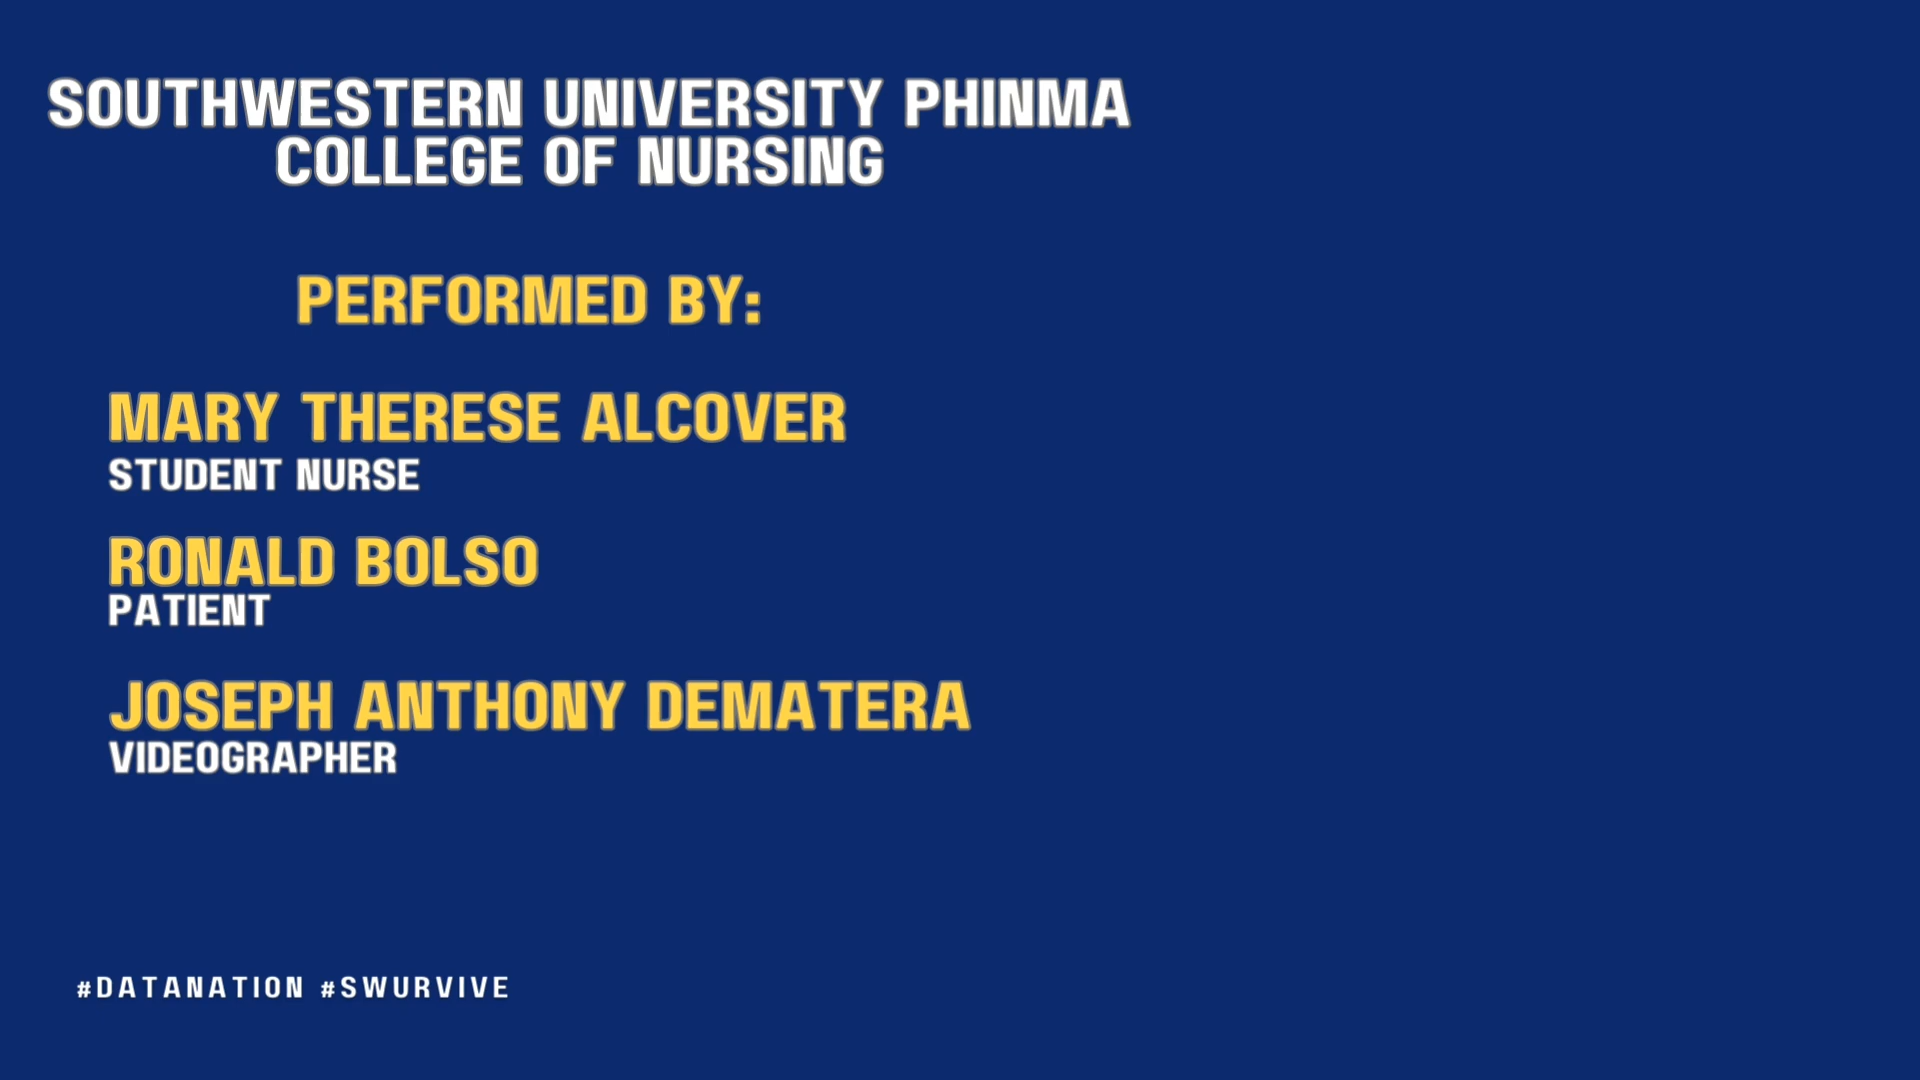 SOUTHWESTERN UNIVERSITY PHINMA
COLLEGE OF NURSING
PERFORMED BY:
MARY THERESE ALCOVER
STUDENT NURSE
RONALD BOLSO
PATIENT
JOSEPH ANTHONY DEMATERA
VIDEOGRAPHER
#DATANATION #SWURVIVE